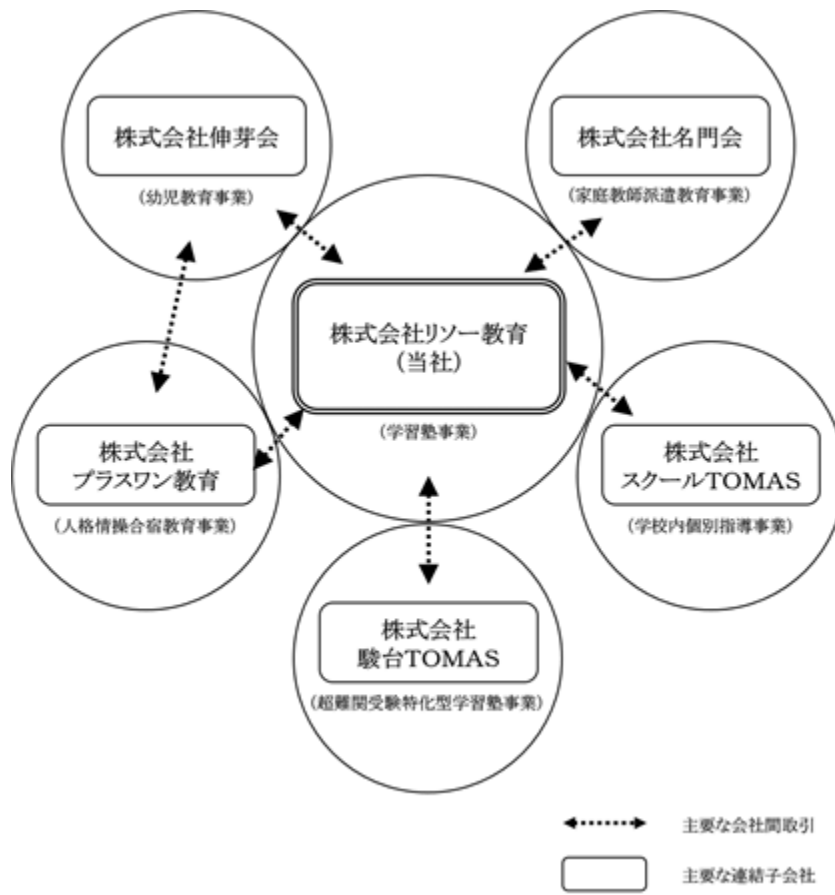 株式会社伸芽会
(幼児教育事業)
株式会社名門会
(家庭教師派遣教育事業)
株式会社リソー教育
(当社)
(学習塾事業)
株式会社
プラスワン教育
(人格情操合宿教育事業)
株式会社
スクールTOMAS
(学校内個別指導事業)
株式会社
駿台TOMAS
(超難関受験特化型学習塾事業)
主要な会社間取引
主要な連結子会社